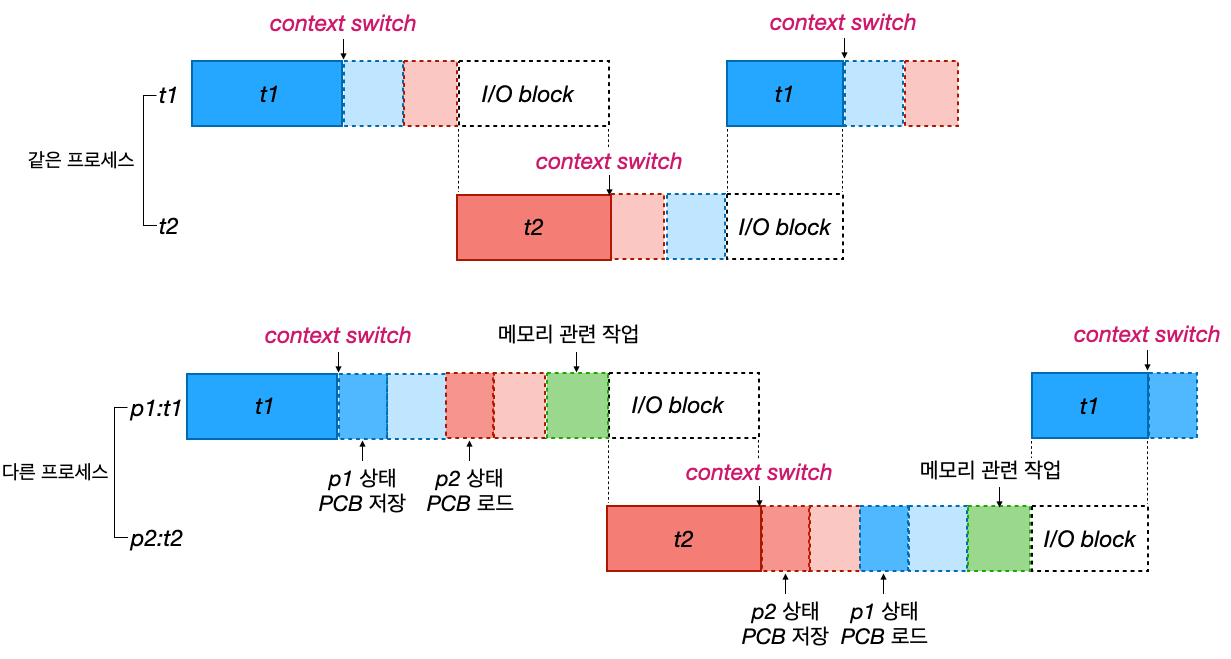 context switch
context switch
t1
t1
I/O block
t1
같은 프로세스
context switch
t2
t2
I/O block
context switch
메모리 관련 작업
context switch
p1:t1
t1
I/O block
t1
p1 상태
PCB 저장
p2 상태
PCB 로드
다른 프로세스
context switch
메모리 관련 작업
p2:t2
t2
I/O block
p2 상태
PCB 저장
p1 상태
PCB 로드